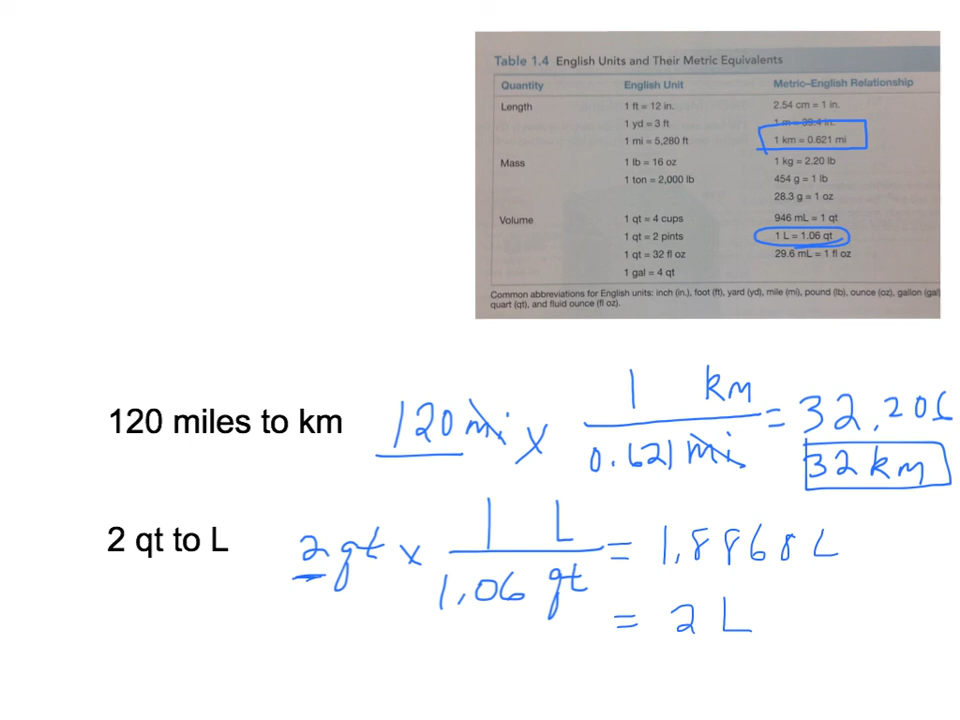 Table 1.4 English Units and Their Metric Equivalents
Quantity English Unit Metric–English Relationship
Length 1 ft = 12 in. 2.54 cm = 1 in.
1 yd = 3 ft 1 m = 39.4 in.
1 mi = 5,280 ft 1 km = 0.621 mi
Mass 1 lb = 16 oz 1 kg = 2.20 lb
1 ton = 2,000 lb 454 g = 1 lb
28.3 g = 1 oz
Volume 1 qt = 4 cups 946 mL = 1 qt
1 qt = 2 pints 1 L = 1.06 qt
1 qt = 32 fl oz 29.6 mL = 1 fl oz
1 gal = 4 qt
Common abbreviations for English units: inch (in.), foot (ft), yard (yd), mile (mi), pound (lb), ounce (oz), gallon (gal
quart (qt), and fluid ounce (fl oz).
120 miles to km 120 mi x 1 km / 0.621 mi = 32,205
32 km
2 qt to L 2 qt x 1 L / 1.06 qt = 1.8868 L
= 2 L